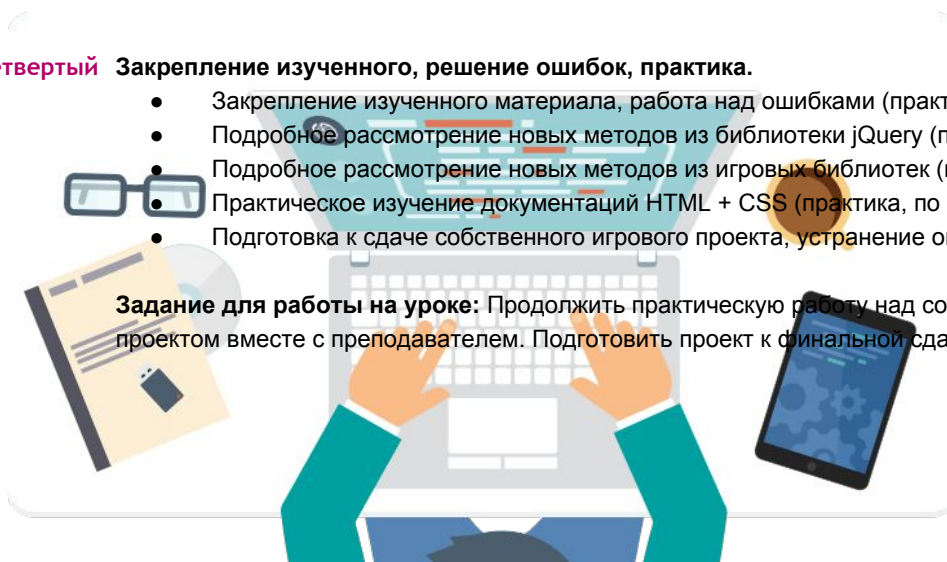 твертый Закрепление изученного, решение ошибок, практика.
● Закрепление изученного материала, работа над ошибками (практ
● Подробное рассмотрение новых методов из библиотеки jQuery (п
● Подробное рассмотрение новых методов из игровых библиотек (
● Практическое изучение документаций HTML + CSS (практика, по
● Подготовка к сдаче собственного игрового проекта, устранение о
Задание для работы на уроке: Продолжить практическую работу над со
проектом вместе с преподавателем. Подготовить проект к финальной сда